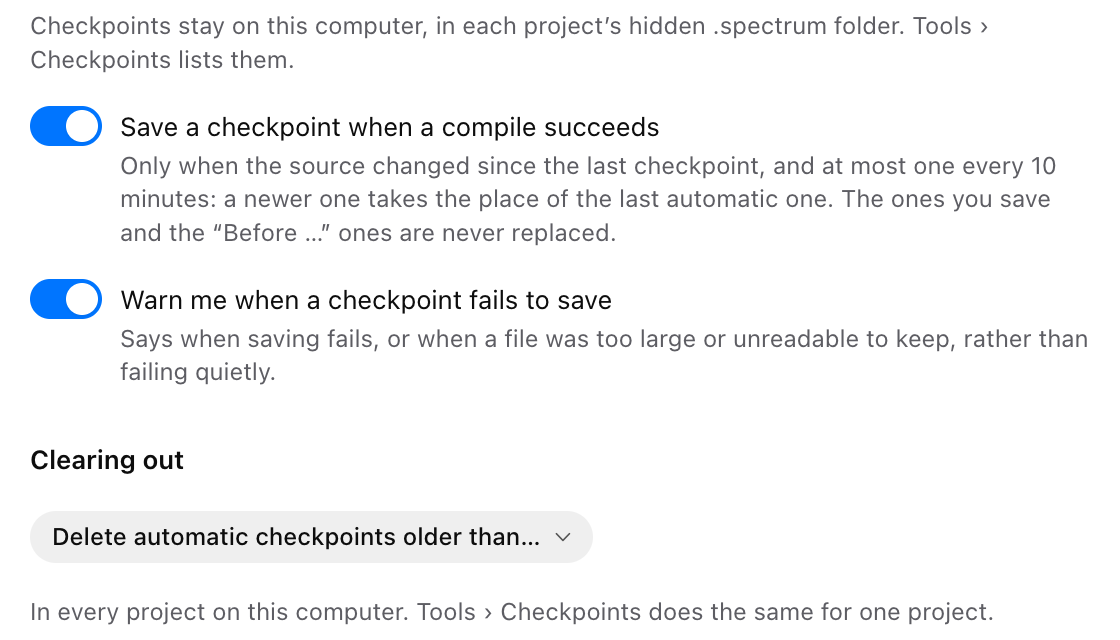 Checkpoints stay on this computer, in each project’s hidden .spectrum folder. Tools ›
Checkpoints lists them.
Save a checkpoint when a compile succeeds
Only when the source changed since the last checkpoint, and at most one every 10
minutes: a newer one takes the place of the last automatic one. The ones you save
and the “Before …” ones are never replaced.
Warn me when a checkpoint fails to save
Says when saving fails, or when a file was too large or unreadable to keep, rather than
failing quietly.
Clearing out
Delete automatic checkpoints older than…
In every project on this computer. Tools › Checkpoints does the same for one project.